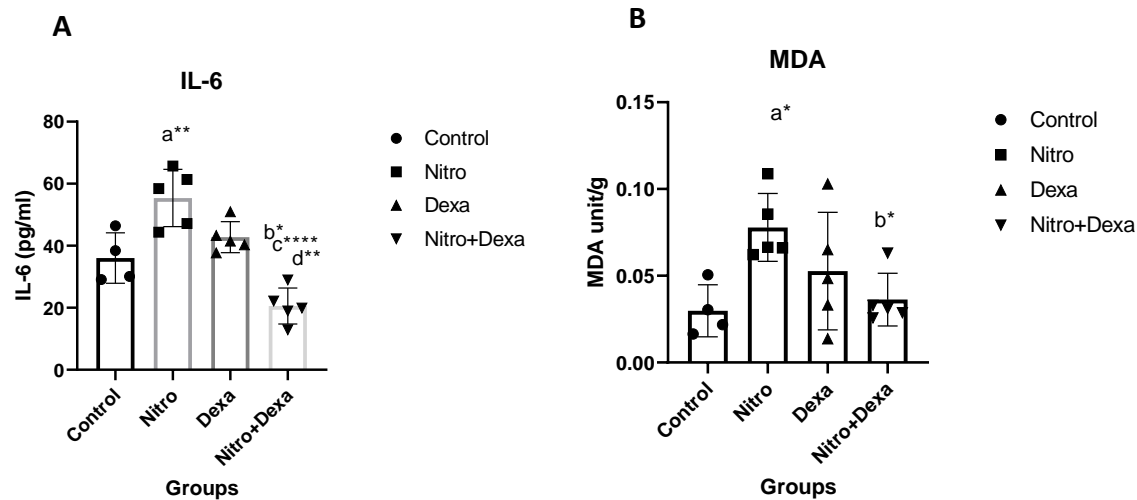 A
IL-6
IL-6 (pg/ml)
80
60
40
20
0
a**
b*
c****
d**
Control
Nitro
Dexa
Nitro+Dexa
Groups
Control
Nitro
Dexa
Nitro+Dexa
B
MDA
MDA unit/g
0.15
0.10
0.05
0.00
a*
b*
Control
Nitro
Dexa
Nitro+Dexa
Groups
Control
Nitro
Dexa
Nitro+Dexa